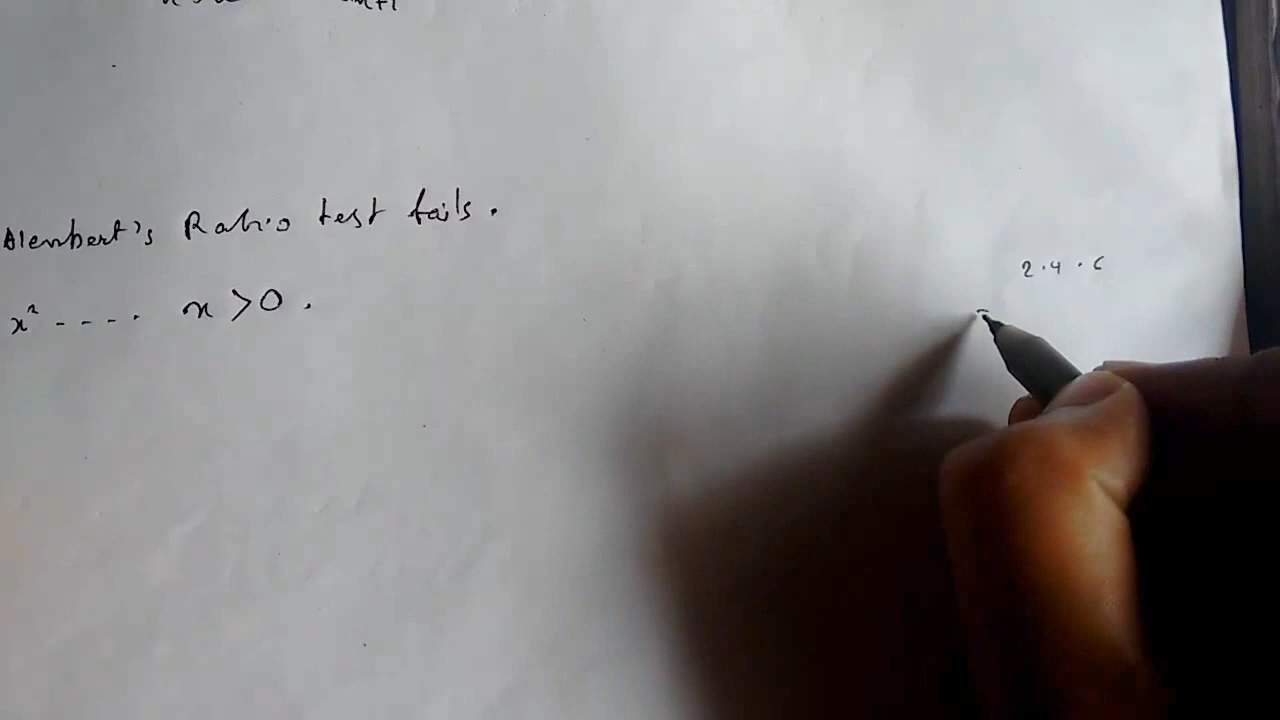 Alembert's Ratio test fails.
x² - - - - . x > 0 .
2 . 4 . 6